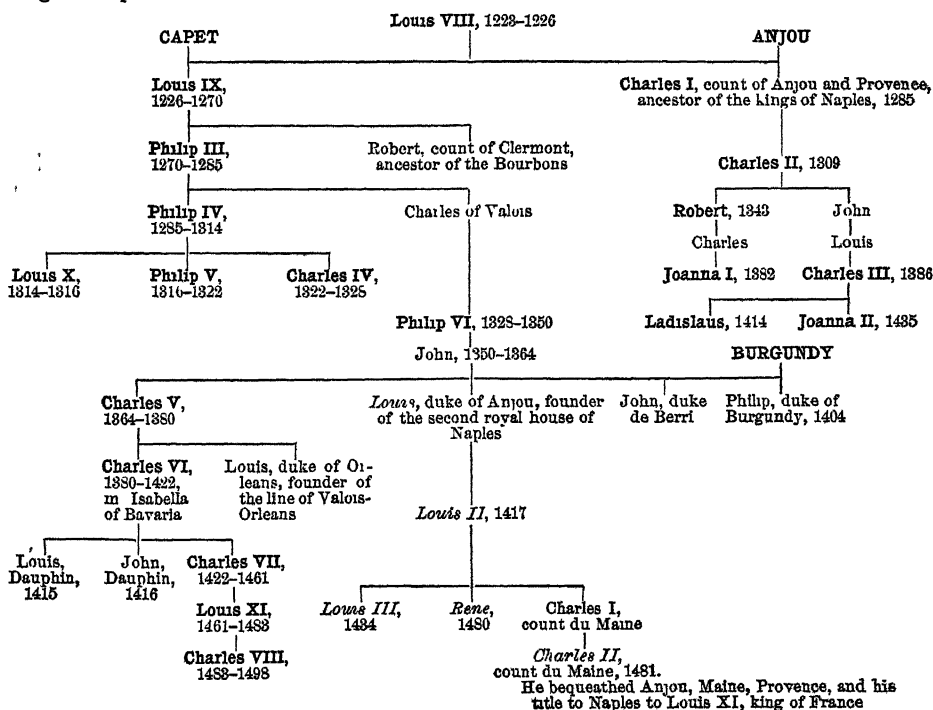 Louis VIII, 1223–1226
CAPET
ANJOU
Louis IX,
1226–1270
Charles I, count of Anjou and Provence,
ancestor of the kings of Naples, 1285
Philip III,
1270–1285
Robert, count of Clermont,
ancestor of the Bourbons
Charles II, 1309
Philip IV,
1285–1314
Charles of Valois
Robert, 1343
John
Charles
Louis
Louis X,
1314–1316
Philip V,
1316–1322
Charles IV,
1322–1328
Joanna I, 1382
Charles III, 1386
Philip VI, 1328–1350
Ladislaus, 1414
Joanna II, 1435
John, 1350–1364
BURGUNDY
Charles V,
1364–1380
Louis, duke of Anjou, founder
of the second royal house of
Naples
John, duke
de Berri
Philip, duke of
Burgundy, 1404
Charles VI,
1380–1422,
m Isabella
of Bavaria
Louis, duke of Or-
leans, founder of
the line of Valois-
Orleans
Louis II, 1417
Louis,
Dauphin,
1415
John,
Dauphin,
1416
Charles VII,
1422–1461
Louis XI,
1461–1483
Charles VIII,
1483–1498
Louis III,
1434
Rene,
1480
Charles I,
count du Maine
Charles II,
count du Maine, 1481.
He bequeathed Anjou, Maine, Provence, and his
title to Naples to Louis XI, king of France